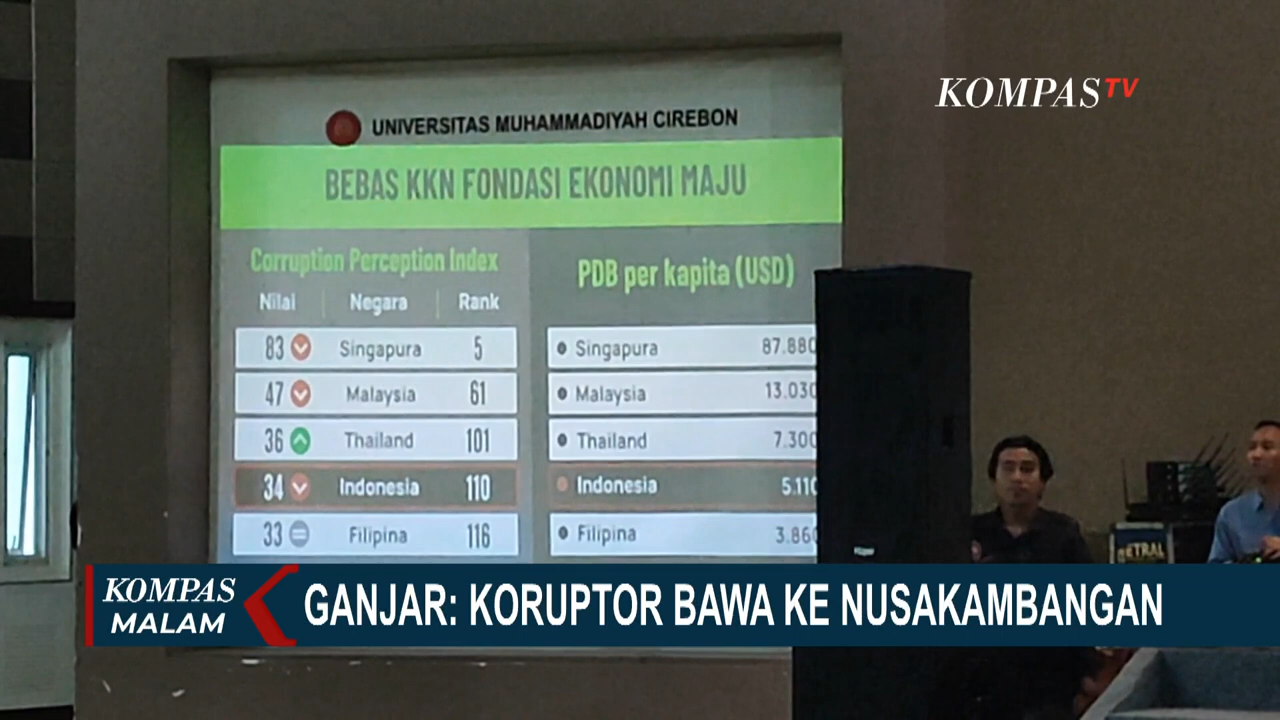 KOMPAS TV
UNIVERSITAS MUHAMMADIYAH CIREBON
BEBAS KKN FONDASI EKONOMI MAJU
Corruption Perception Index
Nilai Negara Rank
83 Singapura 5
47 Malaysia 61
36 Thailand 101
34 Indonesia 110
33 Filipina 116
PDB per kapita (USD)
Singapura 87.880
Malaysia 13.030
Thailand 7.300
Indonesia 5.110
Filipina 3.860
KOMPAS
MALAM
GANJAR: KORUPTOR BAWA KE NUSAKAMBANGAN